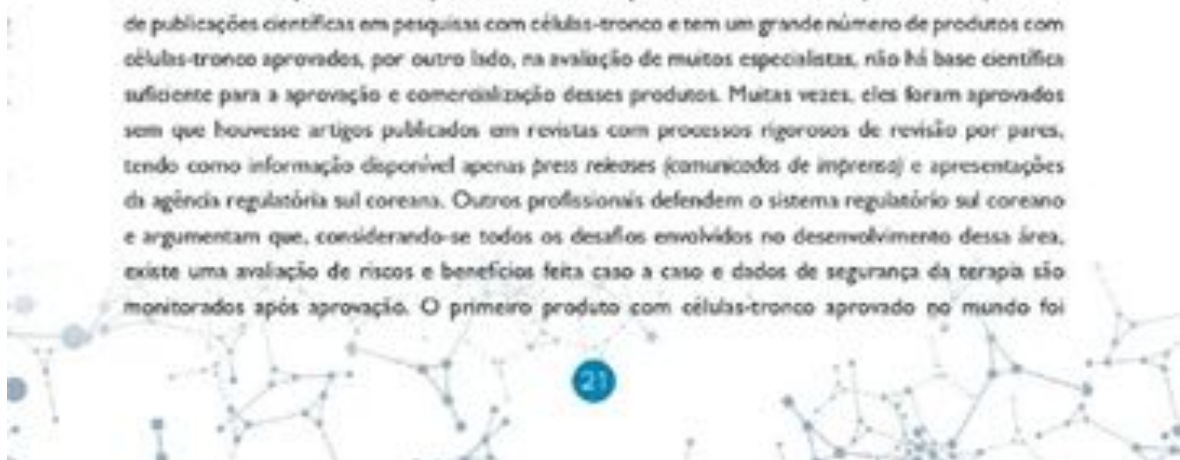 de publicações científicas em pesquisas com células-tronco e tem um grande número de produtos com
células-tronco aprovados, por outro lado, na avaliação de muitos especialistas, não há base científica
suficiente para a aprovação e comercialização desses produtos. Muitas vezes, eles foram aprovados
sem que houvesse artigos publicados em revistas com processos rigorosos de revisão por pares,
tendo como informação disponível apenas press releases (comunicados de imprensa) e apresentações
da agência regulatória sul coreana. Outros profissionais defendem o sistema regulatório sul coreano
e argumentam que, considerando-se todos os desafios envolvidos no desenvolvimento dessa área,
existe uma avaliação de riscos e benefícios feita caso a caso e dados de segurança da terapia são
monitorados após aprovação. O primeiro produto com células-tronco aprovado no mundo foi
21